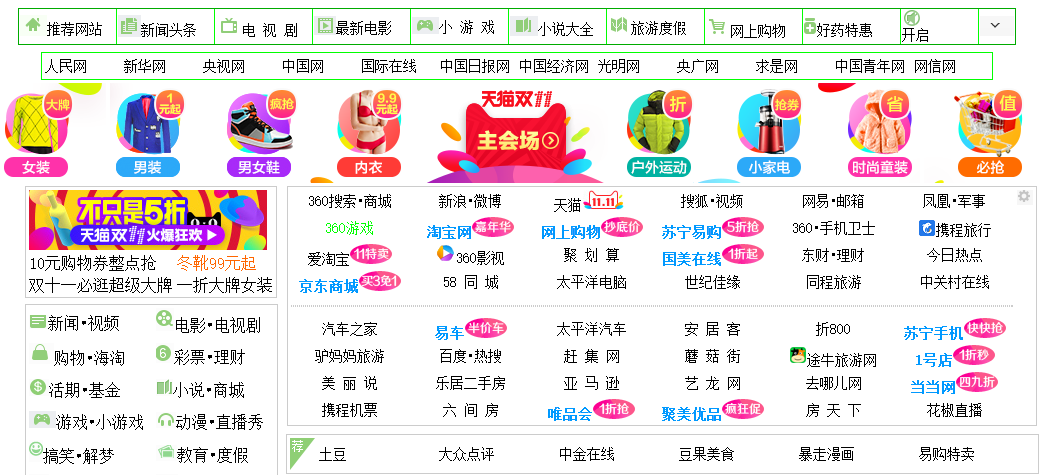 推荐网站 新闻头条 电 视 剧 最新电影 小 游 戏 小说大全 旅游度假 网上购物 好药特惠 开启
人民网 新华网 央视网 中国网 国际在线 中国日报网 中国经济网 光明网 央广网 求是网 中国青年网 网信网
大牌 1元起 疯抢 9.9元起 天猫双11 折 抢券 省 值
主会场
女装 男装 男女鞋 内衣 户外运动 小家电 时尚童装 必抢
不只是5折
天猫双11火爆狂欢
10元购物券整点抢 冬靴99元起
双十一必逛超级大牌 一折大牌女装
新闻•视频 电影•电视剧
购物•海淘 彩票•理财
活期•基金 小说•商城
游戏•小游戏 动漫•直播秀
搞笑•解梦 教育•度假
360搜索•商城 新浪•微博 天猫 11.11 搜狐•视频 网易•邮箱 凤凰•军事
360游戏 淘宝网 嘉年华 网上购物 抄底价 苏宁易购 5折抢 360•手机卫士 携程旅行
爱淘宝 11特卖 360影视 聚 划 算 国美在线 1折起 东财•理财 今日热点
京东商城 买3免1 58 同 城 太平洋电脑 世纪佳缘 同程旅游 中关村在线
汽车之家 易车 半价车 太平洋汽车 安 居 客 折800 苏宁手机 快快抢
驴妈妈旅游 百度•热搜 赶 集 网 蘑 菇 街 途牛旅游网 1号店 1折秒
美 丽 说 乐居二手房 亚 马 逊 艺 龙 网 去哪儿网 当当网 四九折
携程机票 六 间 房 唯品会 1折抢 聚美优品 疯狂促 房 天 下 花椒直播
荐 土豆 大众点评 中金在线 豆果美食 暴走漫画 易购特卖